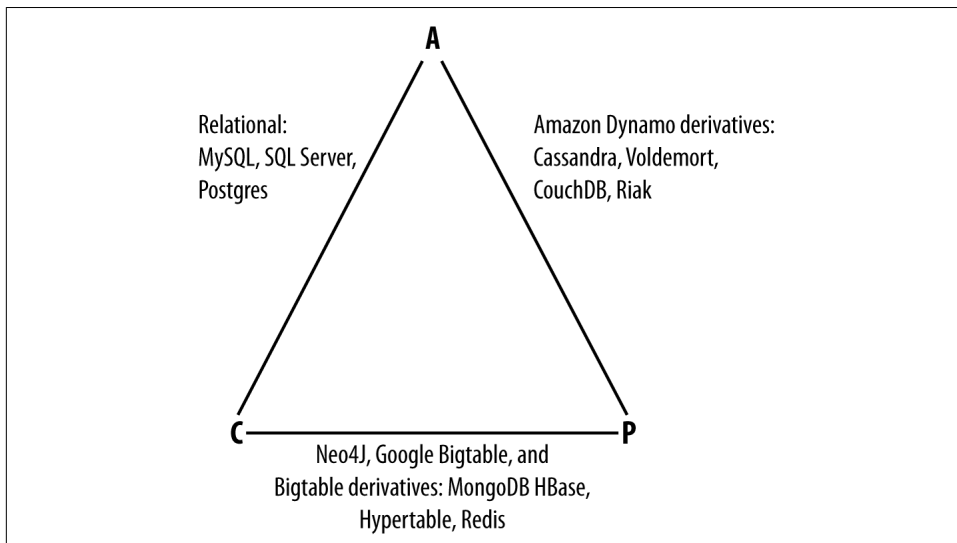 A
Relational:
MySQL, SQL Server,
Postgres
Amazon Dynamo derivatives:
Cassandra, Voldemort,
CouchDB, Riak
C
P
Neo4J, Google Bigtable, and
Bigtable derivatives: MongoDB HBase,
Hypertable, Redis